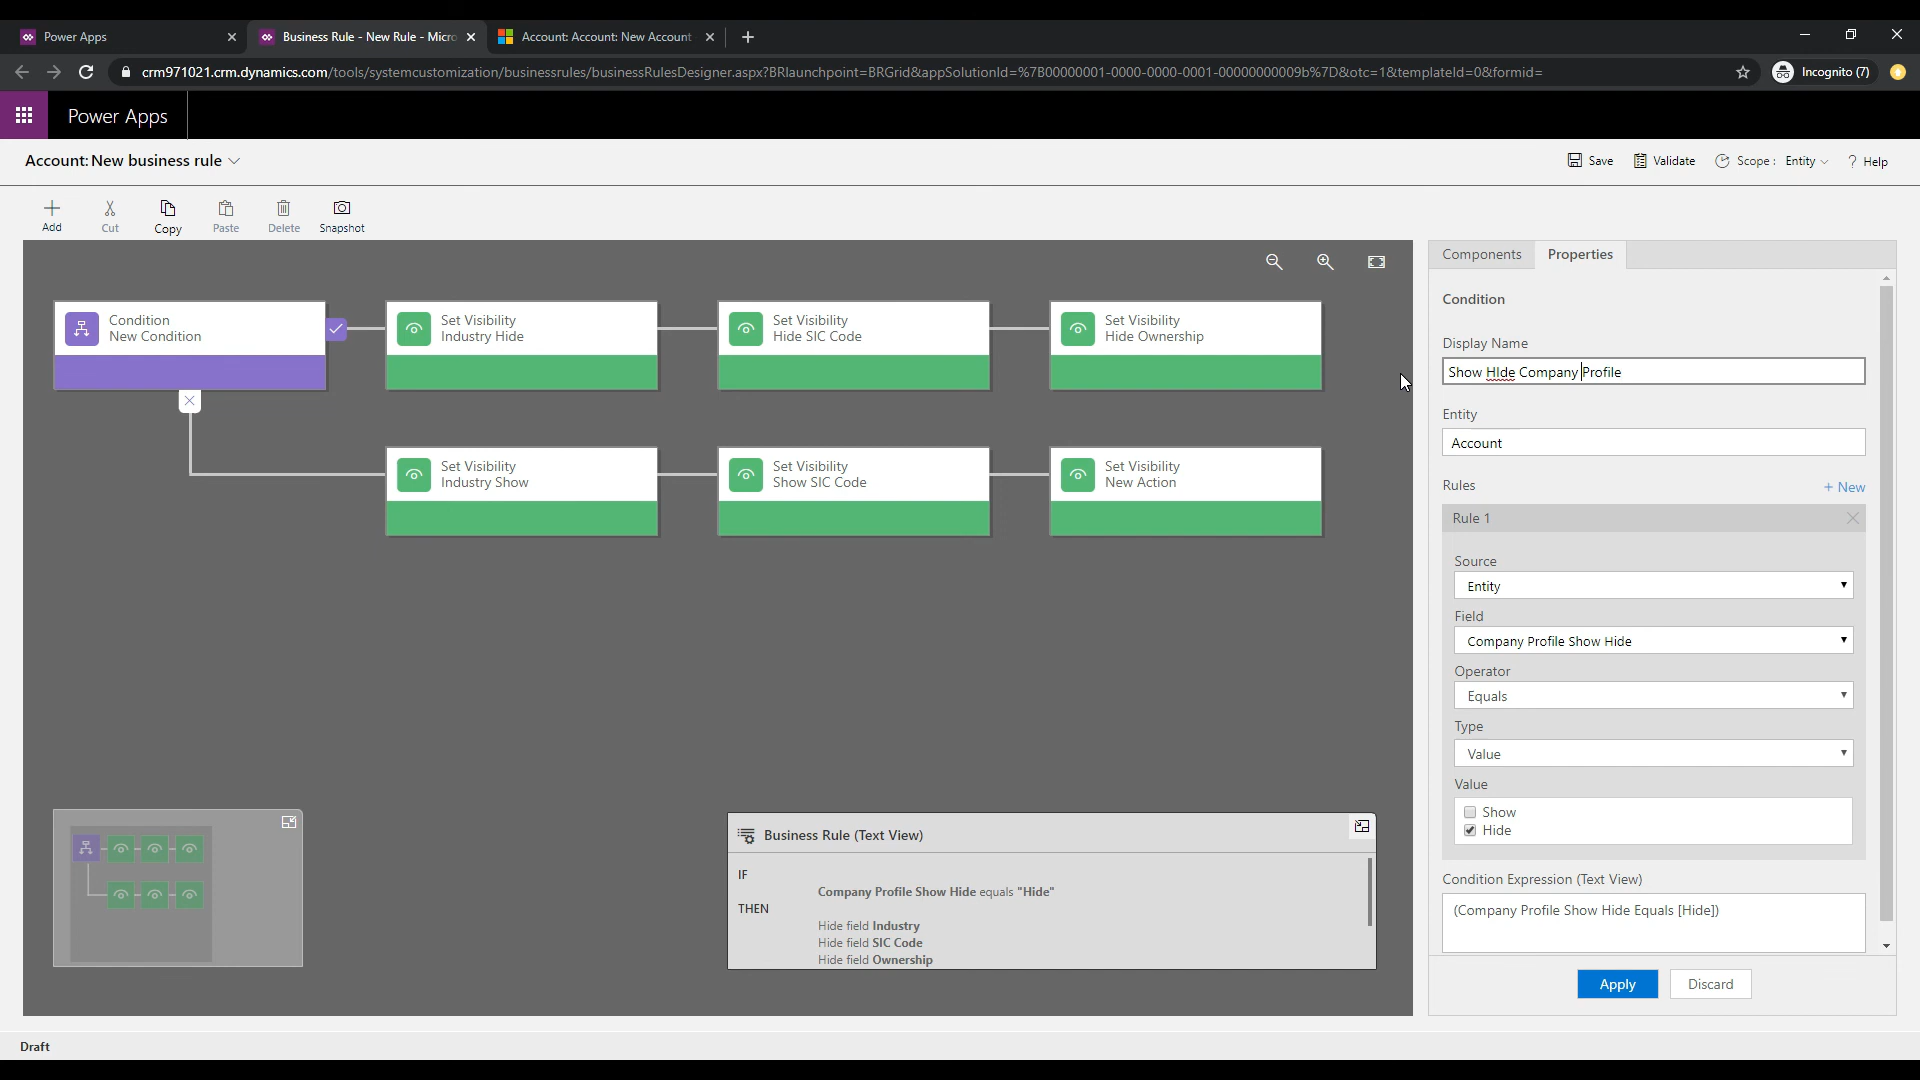 Power Apps
Business Rule - New Rule - Micro
Account: Account: New Account
crm971021.crm.dynamics.com/tools/systemcustomization/businessrules/businessRulesDesigner.aspx?BRlaunchpoint=BRGrid&appSolutionId=%7B00000001-0000-0000-0001-00000000009b%7D&otc=1&templateId=0&formid=
Incognito (7)
Power Apps
Account: New business rule
Save
Validate
Scope : Entity
? Help
Add
Cut
Copy
Paste
Delete
Snapshot
Condition
New Condition
Set Visibility
Industry Hide
Set Visibility
Hide SIC Code
Set Visibility
Hide Ownership
Set Visibility
Industry Show
Set Visibility
Show SIC Code
Set Visibility
New Action
Business Rule (Text View)
IF
Company Profile Show Hide equals "Hide"
THEN
Hide field Industry
Hide field SIC Code
Hide field Ownership
Components
Properties
Condition
Display Name
Show HIde Company Profile
Entity
Account
Rules
+ New
Rule 1
Source
Entity
Field
Company Profile Show Hide
Operator
Equals
Type
Value
Value
Show
Hide
Condition Expression (Text View)
(Company Profile Show Hide Equals [Hide])
Apply
Discard
Draft